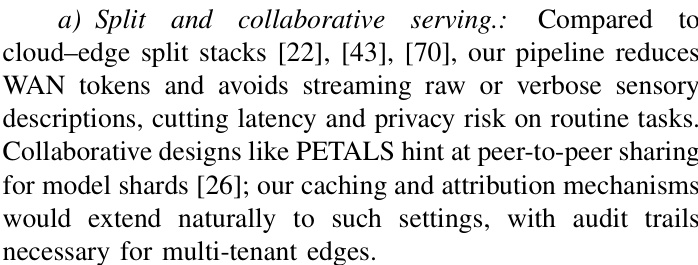 a) Split and collaborative serving.: Compared to
cloud–edge split stacks [22], [43], [70], our pipeline reduces
WAN tokens and avoids streaming raw or verbose sensory
descriptions, cutting latency and privacy risk on routine tasks.
Collaborative designs like PETALS hint at peer-to-peer sharing
for model shards [26]; our caching and attribution mechanisms
would extend naturally to such settings, with audit trails
necessary for multi-tenant edges.